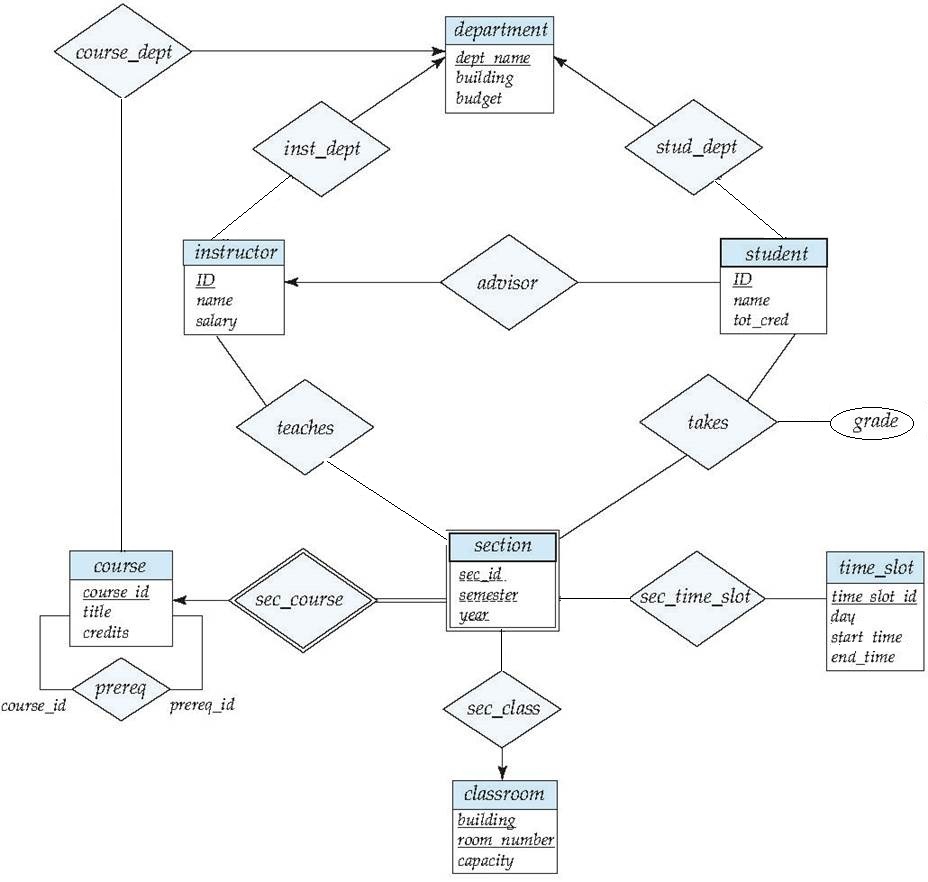 department
course_dept
dept_name
building
budget
inst_dept
stud_dept
instructor
ID
name
salary
advisor
student
ID
name
tot_cred
teaches
takes
grade
course
course_id
title
credits
sec_course
section
sec_id
semester
year
sec_time_slot
time_slot
time_slot_id
day
start_time
end_time
prereq
course_id
prereq_id
sec_class
classroom
building
room_number
capacity